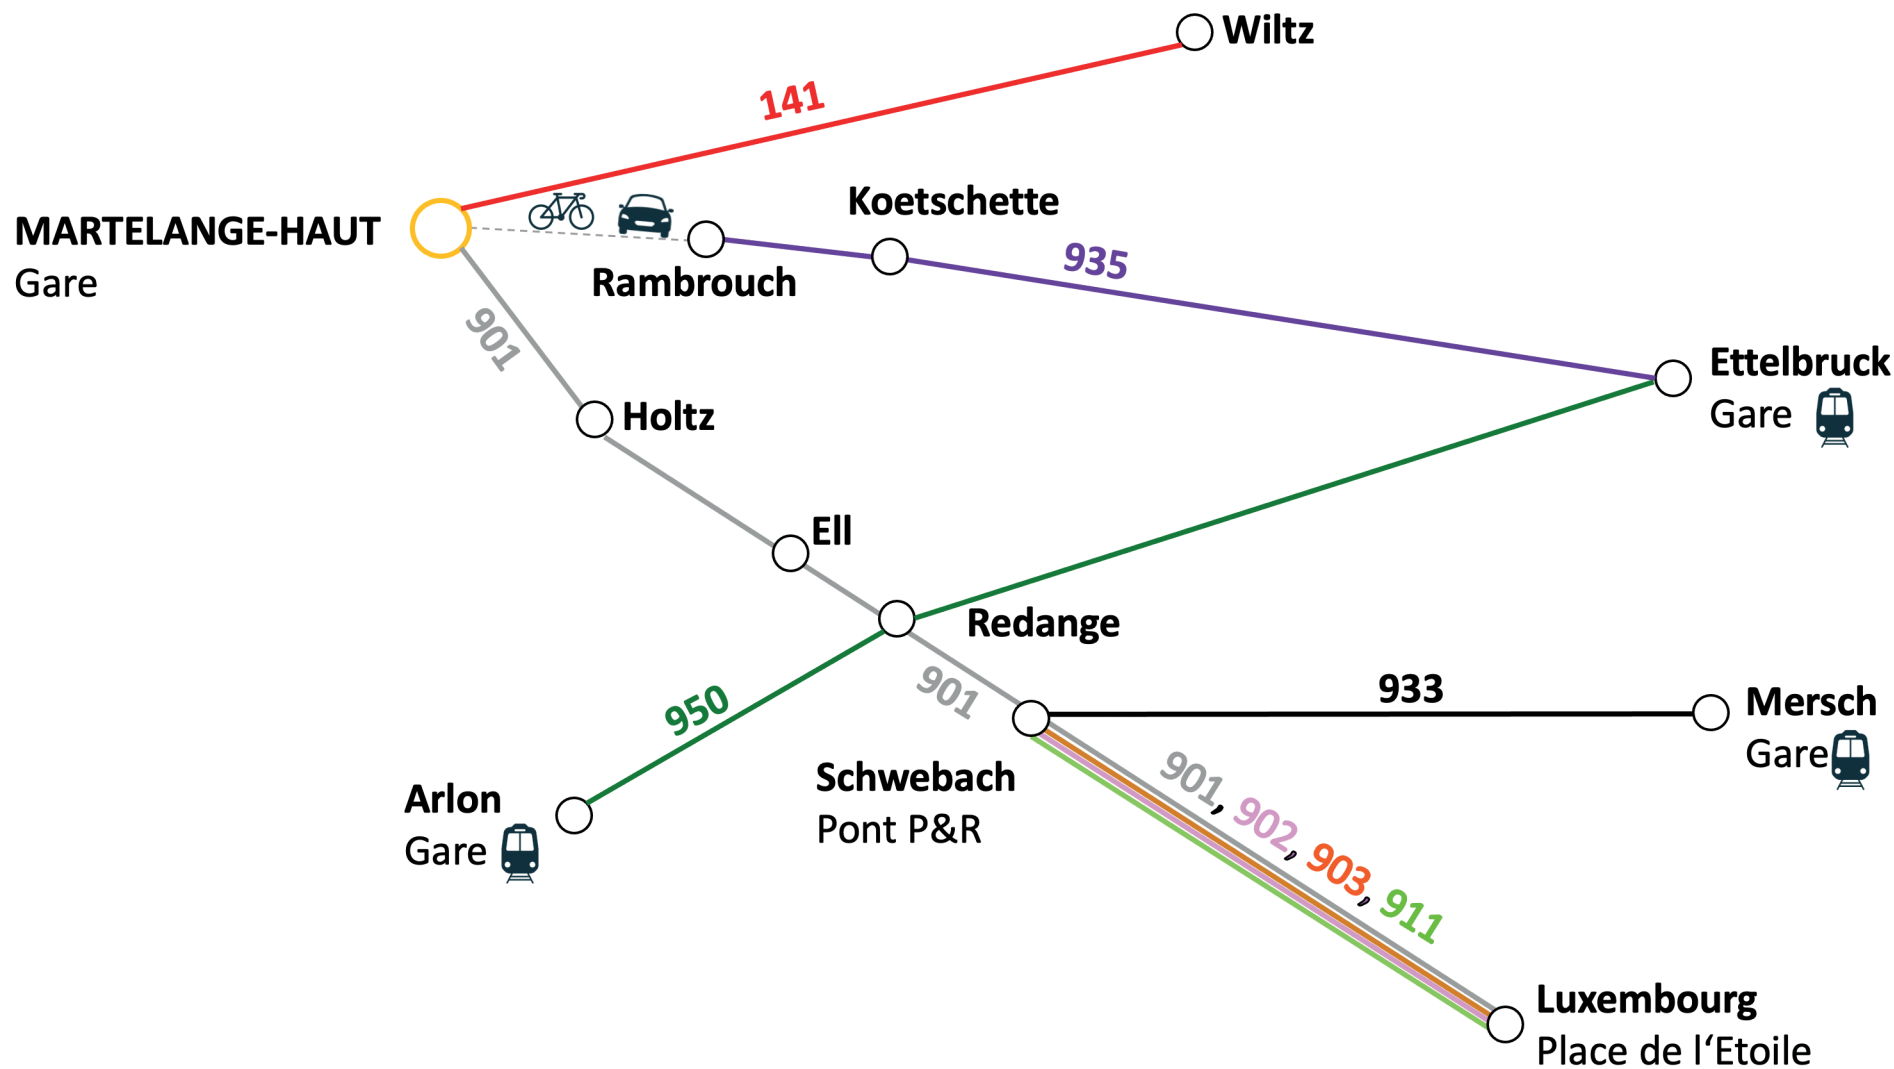 Wiltz
141
Koetschette
MARTELANGE-HAUT
Gare
935
Rambrouch
901
Ettelbruck
Gare
Holtz
Ell
Redange
901
950
933
Mersch
Gare
Schwebach
Pont P&R
901, 902, 903, 911
Arlon
Gare
Luxembourg
Place de l‘Etoile